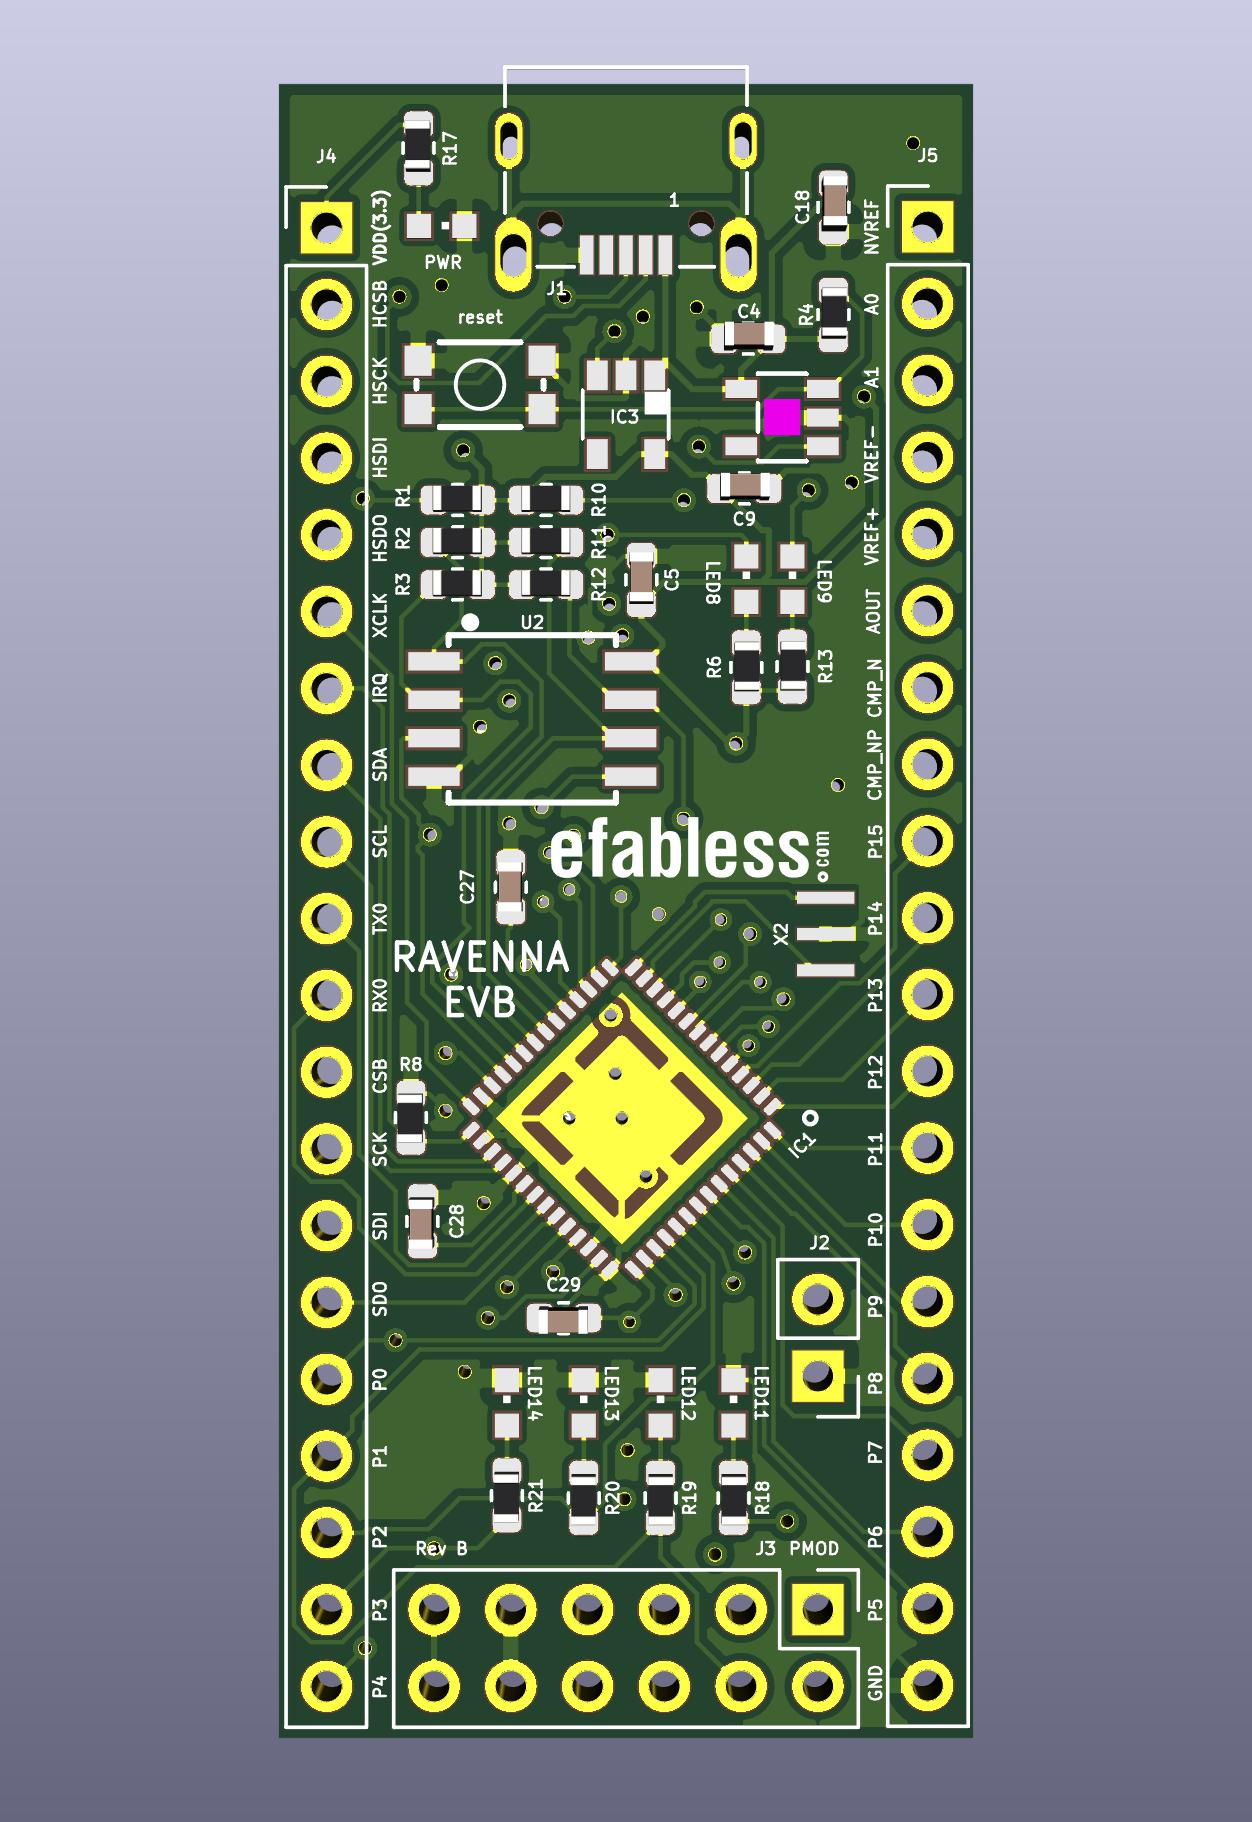 J4
R17
1
C18
J5
VDD(3.3)
NVREF
PWR
J1
HCSB
reset
C4
R4
A0
HSCK
IC3
A1
HSDI
VREF-
R1
R10
C9
HSDO
R2
R11
VREF+
R3
R12
C5
LED8
LED9
XCLK
U2
AOUT
IRQ
R6
R13
CMP_N
SDA
CMP_NP
SCL
efabless.com
P15
C27
TX0
X2
P14
RAVENNA
EVB
RX0
P13
CSB
R8
P12
SCK
IC1
P11
SDI
C28
P10
J2
SDO
C29
P9
P0
LED14
LED13
LED12
LED11
P8
P1
P7
R21
R20
R19
R18
P2
Rev B
J3 PMOD
P6
P3
P5
P4
GND